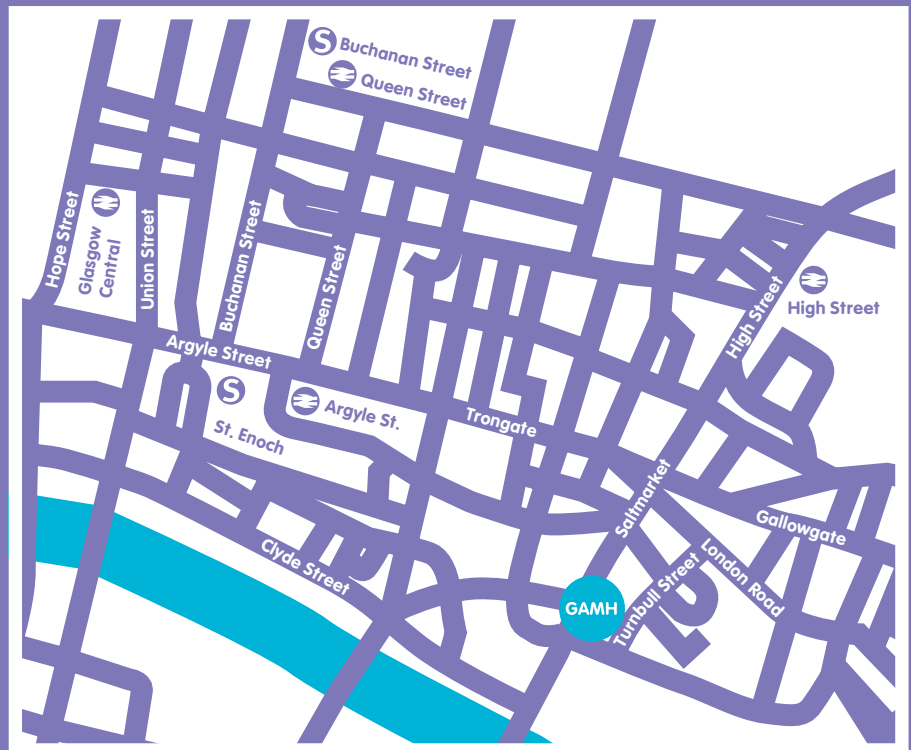 S
Buchanan Street
Queen Street
Hope Street
Glasgow
Central
Union Street
Buchanan Street
Queen Street
High Street
High Street
Argyle Street
S
Argyle St.
St. Enoch
Trongate
Saltmarket
Gallowgate
Clyde Street
London Road
Turnbull Street
GAMH